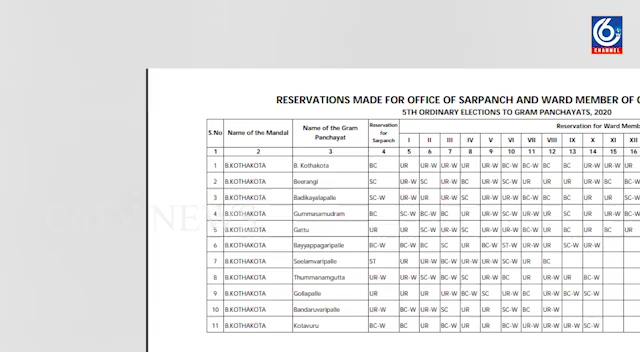 6
CHANNEL
RESERVATIONS MADE FOR OFFICE OF SARPANCH AND WARD MEMBER OF
5TH ORDINARY ELECTIONS TO GRAM PANCHAYATS, 2020
S.No Name of the Mandal Name of the Gram Panchayat Reservation for Sarpanch Reservation for Ward
I II III IV V VI VII VIII IX X XI XII
1 2 3 4 5 6 7 8 9 10 11 12 13 14 15 16
1 B.KOTHAKOTA B. Kothakota BC UR UR-W UR-W UR UR-W BC-W BC-W BC BC UR-W UR-W UR
2 B.KOTHAKOTA Beerangi SC UR-W SC UR-W BC UR-W SC-W UR UR UR UR-W BC
3 B.KOTHAKOTA Badikayalapalle SC-W UR-W UR UR-W SC UR-W UR-W BC BC BC UR UR SC-W
4 B.KOTHAKOTA Gummasamudram BC SC-W BC-W BC UR UR-W SC-W UR-W UR SC UR UR-W BC-W
5 B.KOTHAKOTA Gattu UR UR SC-W UR-W SC UR-W UR-W BC-W UR BC UR BC UR
6 B.KOTHAKOTA Bayyappagaripalle BC-W BC-W BC SC UR BC-W ST-W UR-W UR SC-W UR-W
7 B.KOTHAKOTA Seelamvaripalle ST UR UR-W BC-W UR-W UR-W SC-W UR BC
8 B.KOTHAKOTA Thummanamgutta UR-W UR-W SC-W BC-W SC UR-W BC UR UR-W UR BC-W
9 B.KOTHAKOTA Gollapalle UR UR UR UR-W BC-W SC UR-W UR-W UR BC-W SC-W
10 B.KOTHAKOTA Bandaruvaripalle UR-W BC-W UR-W SC UR UR SC-W BC UR-W
11 B.KOTHAKOTA Kotavuru BC-W BC UR BC-W UR UR BC-W UR-W UR-W UR-W SC-W